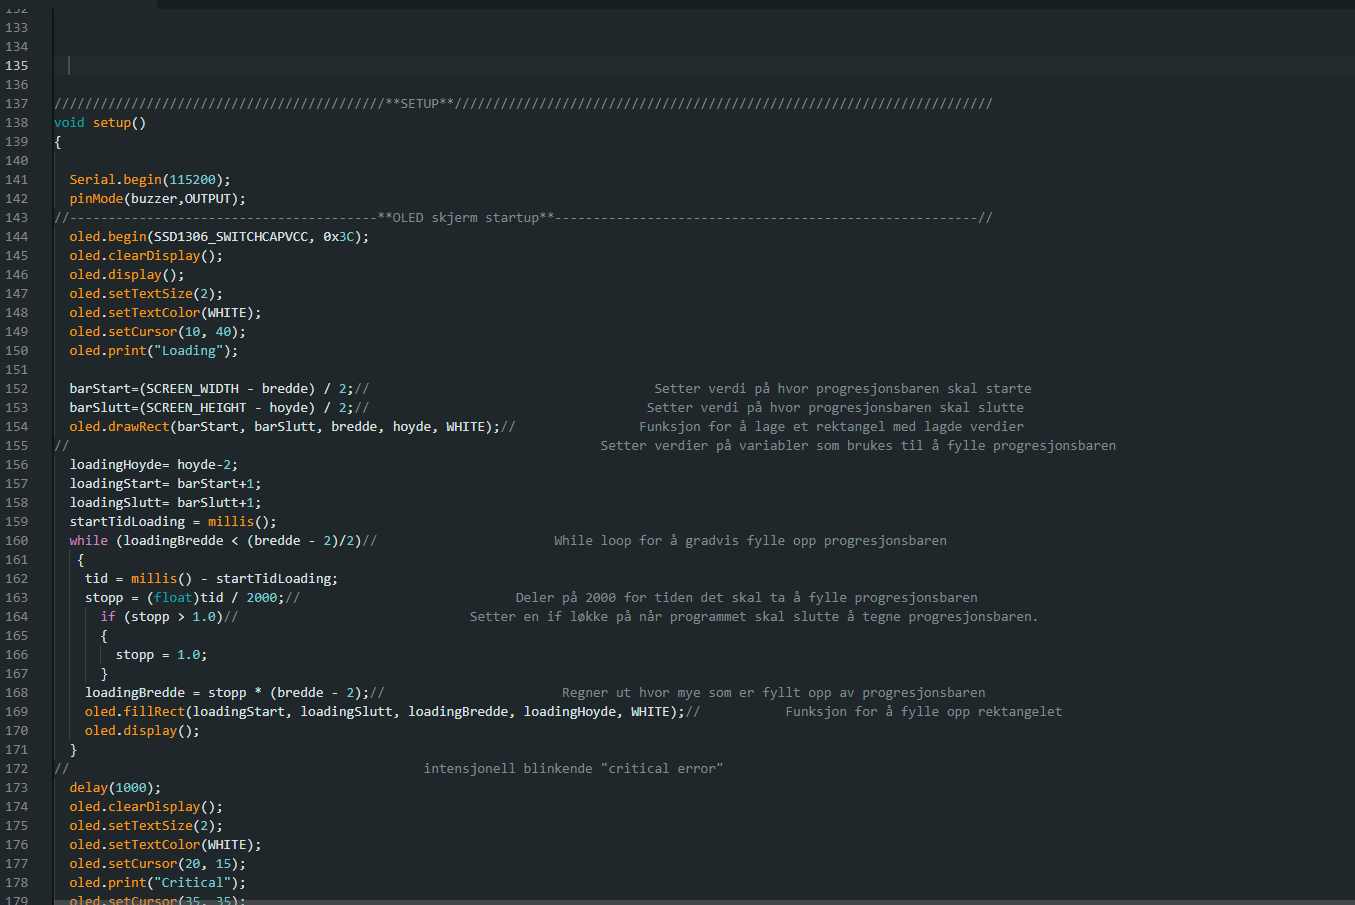 132
133
134
135
136
137 ///////////////////////////////////////////**SETUP**//////////////////////////////////////////////////////////////////////
138 void setup()
139 {
140
141 Serial.begin(115200);
142 pinMode(buzzer,OUTPUT);
143 //----------------------------------------**OLED skjerm startup**-------------------------------------------------------//
144 oled.begin(SSD1306_SWITCHCAPVCC, 0x3C);
145 oled.clearDisplay();
146 oled.display();
147 oled.setTextSize(2);
148 oled.setTextColor(WHITE);
149 oled.setCursor(10, 40);
150 oled.print("Loading");
151
152 barStart=(SCREEN_WIDTH - bredde) / 2;// Setter verdi på hvor progresjonsbaren skal starte
153 barSlutt=(SCREEN_HEIGHT - hoyde) / 2;// Setter verdi på hvor progresjonsbaren skal slutte
154 oled.drawRect(barStart, barSlutt, bredde, hoyde, WHITE);// Funksjon for å lage et rektangel med lagde verdier
155 // Setter verdier på variabler som brukes til å fylle progresjonsbaren
156 loadingHoyde= hoyde-2;
157 loadingStart= barStart+1;
158 loadingSlutt= barSlutt+1;
159 startTidLoading = millis();
160 while (loadingBredde < (bredde - 2)/2)// While loop for å gradvis fylle opp progresjonsbaren
161 {
162 tid = millis() - startTidLoading;
163 stopp = (float)tid / 2000;// Deler på 2000 for tiden det skal ta å fylle progresjonsbaren
164 if (stopp > 1.0)// Setter en if løkke på når programmet skal slutte å tegne progresjonsbaren.
165 {
166 stopp = 1.0;
167 }
168 loadingBredde = stopp * (bredde - 2);// Regner ut hvor mye som er fyllt opp av progresjonsbaren
169 oled.fillRect(loadingStart, loadingSlutt, loadingBredde, loadingHoyde, WHITE);// Funksjon for å fylle opp rektangelet
170 oled.display();
171 }
172 // intensjonell blinkende "critical error"
173 delay(1000);
174 oled.clearDisplay();
175 oled.setTextSize(2);
176 oled.setTextColor(WHITE);
177 oled.setCursor(20, 15);
178 oled.print("Critical");
179 oled.setCursor(35, 35);